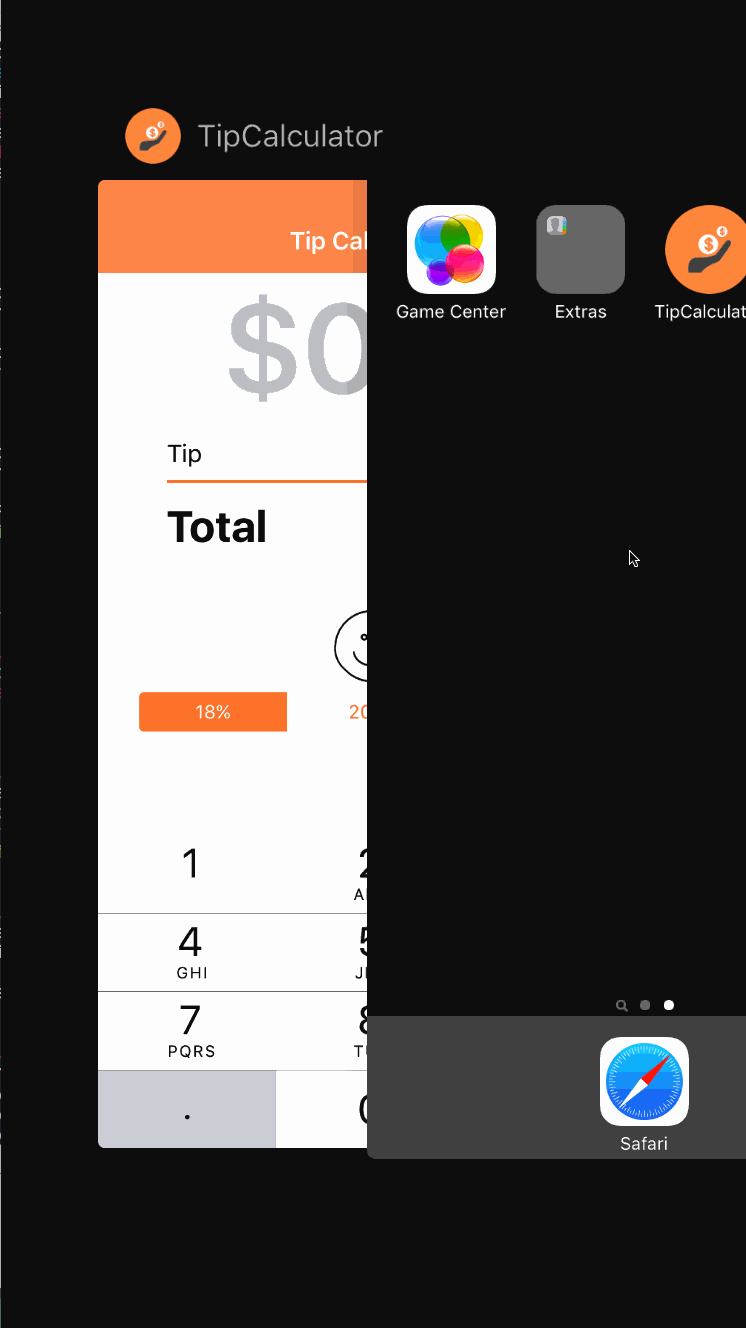 TipCalculator
Tip Cal
$0
Tip
Total
18%
20
1
2
4
GHI
5
7
PQRS
8
.
0
Game Center
Extras
TipCalculat
Safari